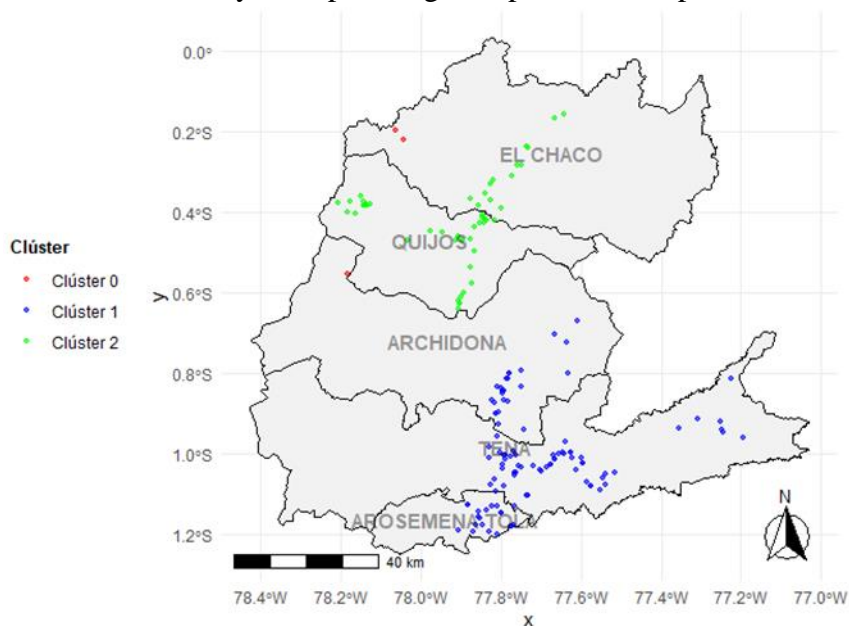 0.0°
0.2°S
EL CHACO
0.4°S
Clúster
QUIJOS
Clúster 0
y
0.6°S
Clúster 1
Clúster 2
ARCHIDONA
0.8°S
1.0°S
TENA
N
AROSEMENA TOLA
1.2°S
40 km
78.4°W 78.2°W 78.0°W 77.8°W 77.6°W 77.4°W 77.2°W 77.0°W
x